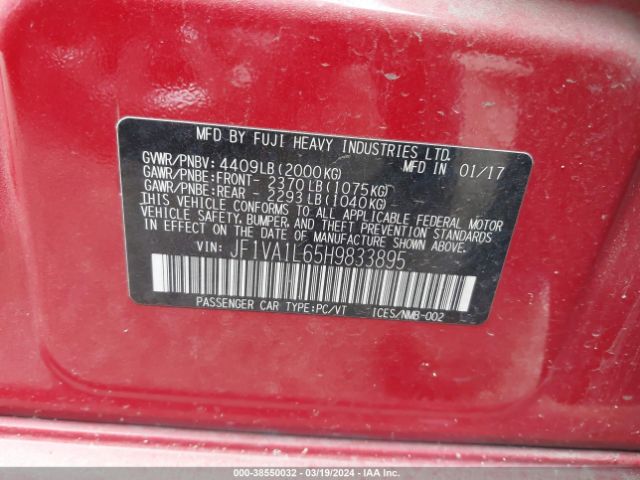 MFD BY FUJI HEAVY INDUSTRIES LTD.
GVWR/PNBV: 4409LB(2000KG) MFD IN 01/17
GAWR/PNBE:FRONT- 2370LB(1075KG)
GAWR/PNBE:REAR - 2293LB(1040KG)
THIS VEHICLE CONFORMS TO ALL APPLICABLE FEDERAL MOTOR
VEHICLE SAFETY, BUMPER, AND THEFT PREVENTION STANDARDS
IN EFFECT ON THE DATE OF MANUFACTURE SHOWN ABOVE.
VIN: JF1VA1L65H9833895
PASSENGER CAR TYPE:PC/VT ICES/NMB-002
000-38550032 - 03/19/2024 - IAA Inc.